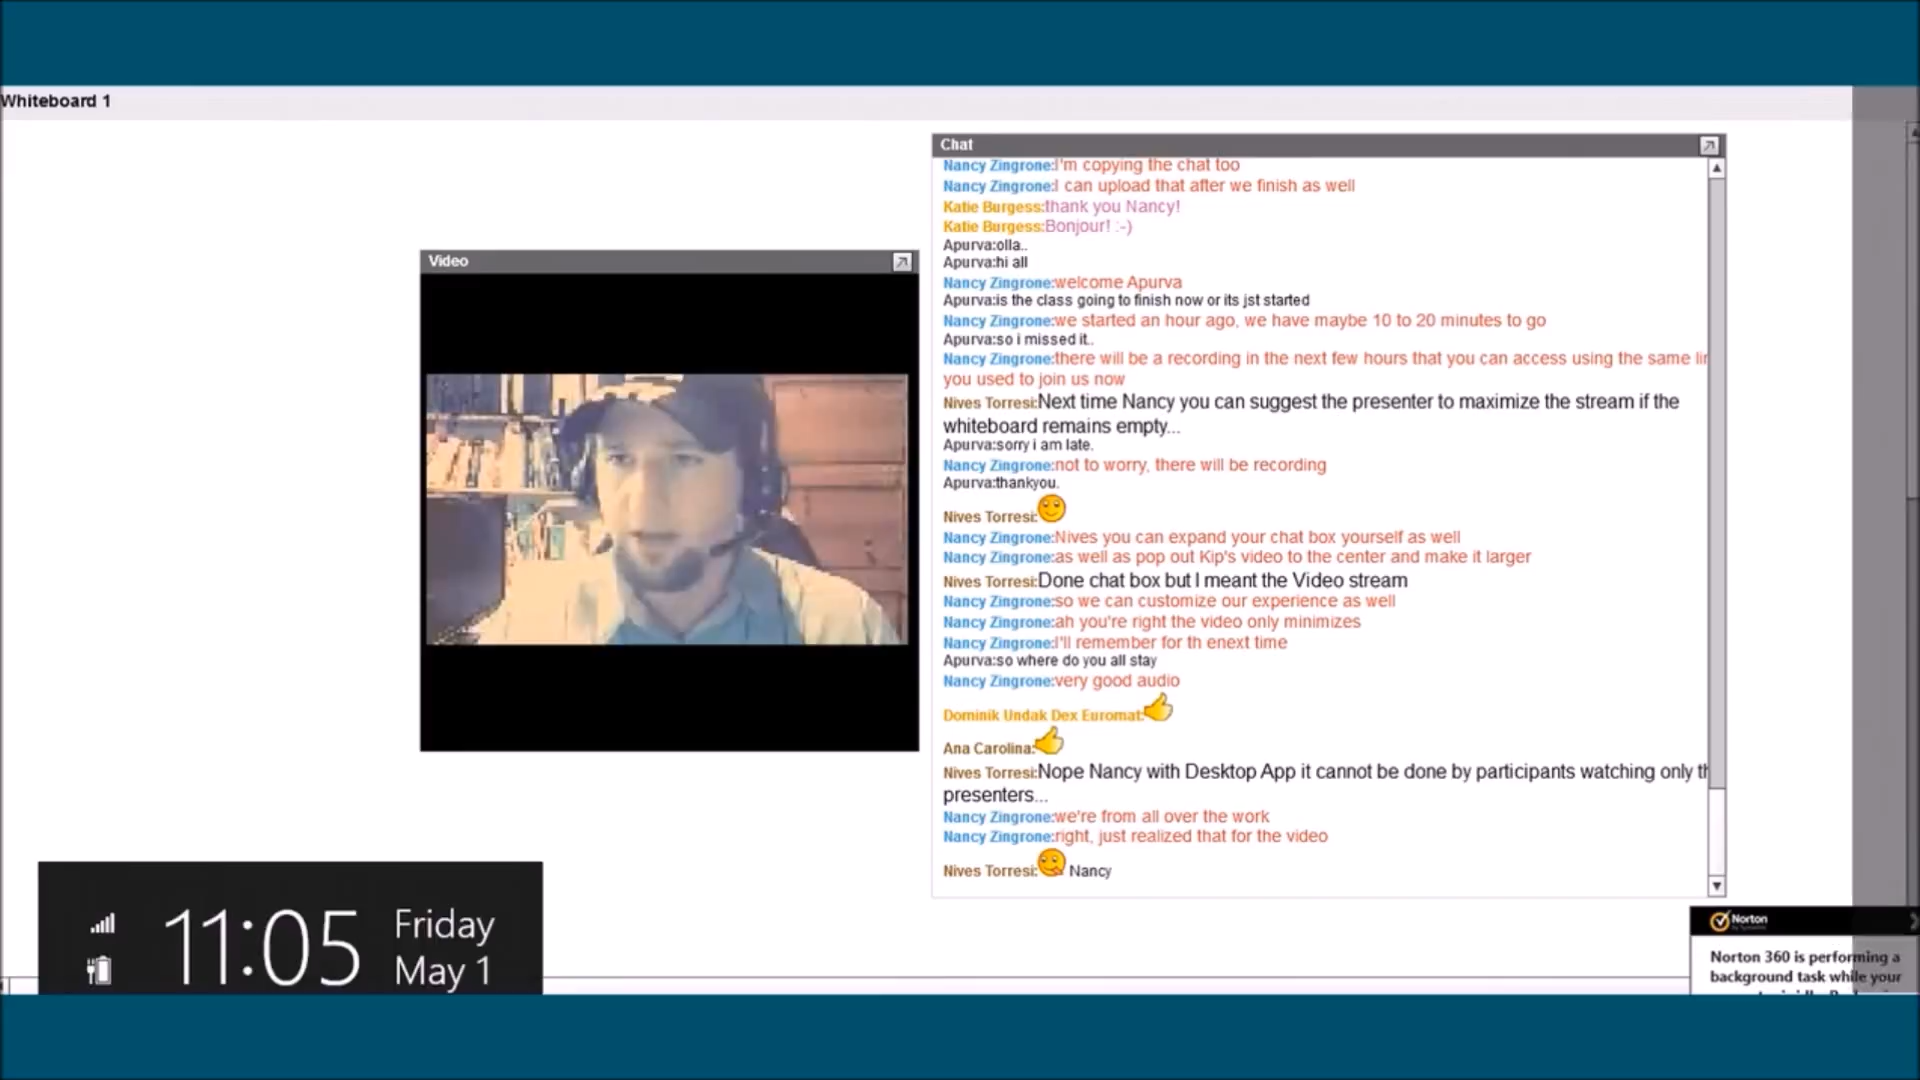 Whiteboard 1
Chat
Nancy Zingrone:I'm copying the chat too
Nancy Zingrone:I can upload that after we finish as well
Katie Burgess:thank you Nancy!
Katie Burgess:Bonjour! :-)
Apurva:olla..
Apurva:hi all
Video
Nancy Zingrone:welcome Apurva
Apurva:is the class going to finish now or its jst started
Nancy Zingrone:we started an hour ago, we have maybe 10 to 20 minutes to go
Apurva:so i missed it..
Nancy Zingrone:there will be a recording in the next few hours that you can access using the same
you used to join us now
Nives Torresi:Next time Nancy you can suggest the presenter to maximize the stream if the
whiteboard remains empty...
Apurva:sorry i am late.
Nancy Zingrone:not to worry, there will be recording
Apurva:thankyou.
Nives Torresi:
Nancy Zingrone:Nives you can expand your chat box yourself as well
Nancy Zingrone:as well as pop out Kip's video to the center and make it larger
Nives Torresi:Done chat box but I meant the Video stream
Nancy Zingrone:so we can customize our experience as well
Nancy Zingrone:ah you're right the video only minimizes
Nancy Zingrone:I'll remember for th enext time
Apurva:so where do you all stay
Nancy Zingrone:very good audio
Dominik Undak Dex Euromat:
Ana Carolina:
Nives Torresi:Nope Nancy with Desktop App it cannot be done by participants watching only
presenters...
Nancy Zingrone:we're from all over the work
Nancy Zingrone:right, just realized that for the video
Nives Torresi: Nancy
11:05 Friday
May 1
Norton
Norton 360 is performing a
background task while your